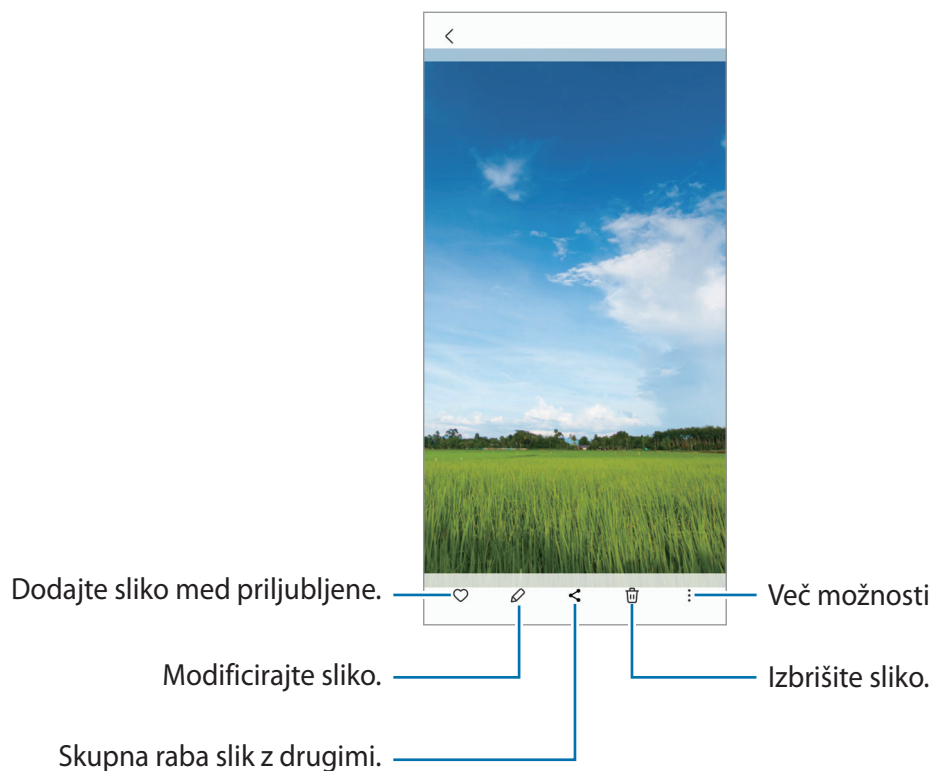 Dodajte sliko med priljubljene.
Več možnosti
Modificirajte sliko.
Izbrišite sliko.
Skupna raba slik z drugimi.